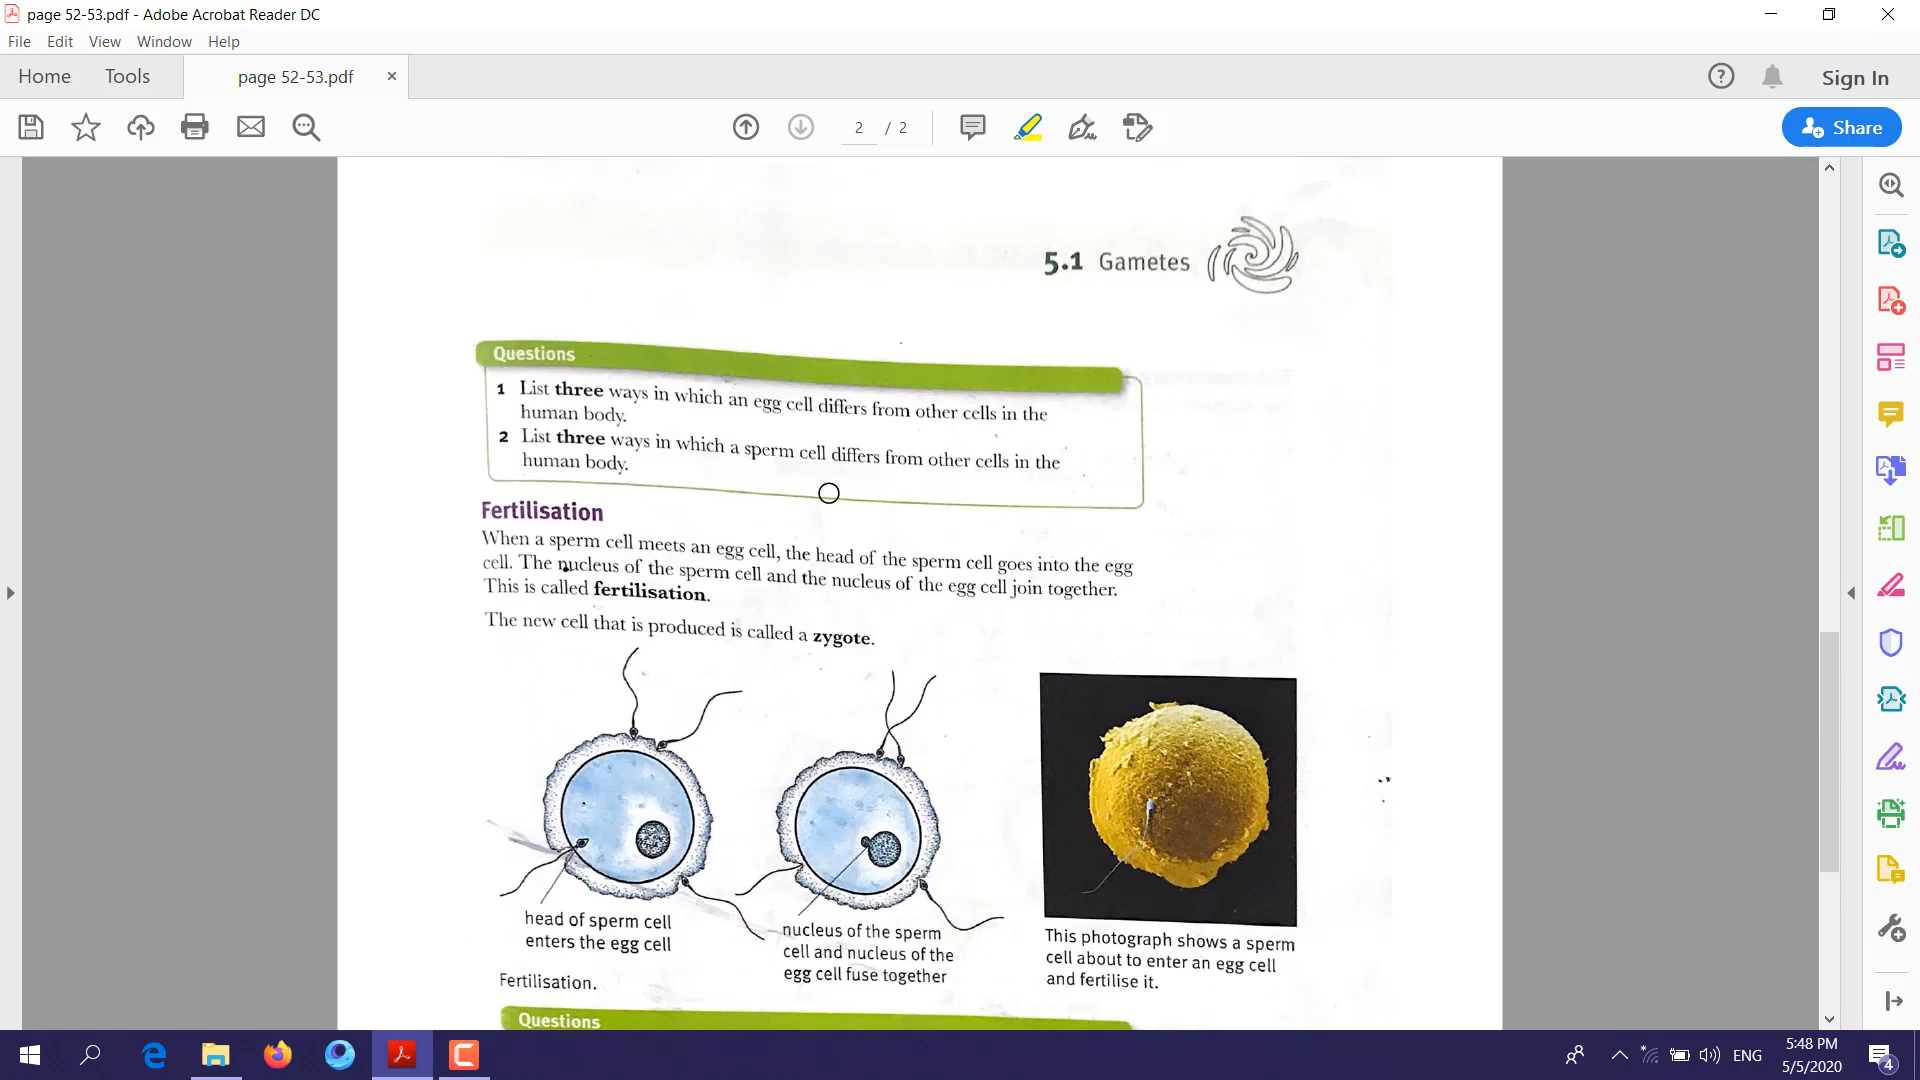 page 52-53.pdf - Adobe Acrobat Reader DC
File Edit View Window Help
Home Tools page 52-53.pdf × Sign In
2 / 2 Share
5.1 Gametes
Questions
1 List three ways in which an egg cell differs from other cells in the
human body.
2 List three ways in which a sperm cell differs from other cells in the
human body.
Fertilisation
When a sperm cell meets an egg cell, the head of the sperm cell goes into the egg
cell. The nucleus of the sperm cell and the nucleus of the egg cell join together.
This is called fertilisation.
The new cell that is produced is called a zygote.
head of sperm cell
enters the egg cell
nucleus of the sperm
cell and nucleus of the
egg cell fuse together
This photograph shows a sperm
cell about to enter an egg cell
and fertilise it.
Fertilisation.
Questions
ENG
5:48 PM
5/5/2020
4